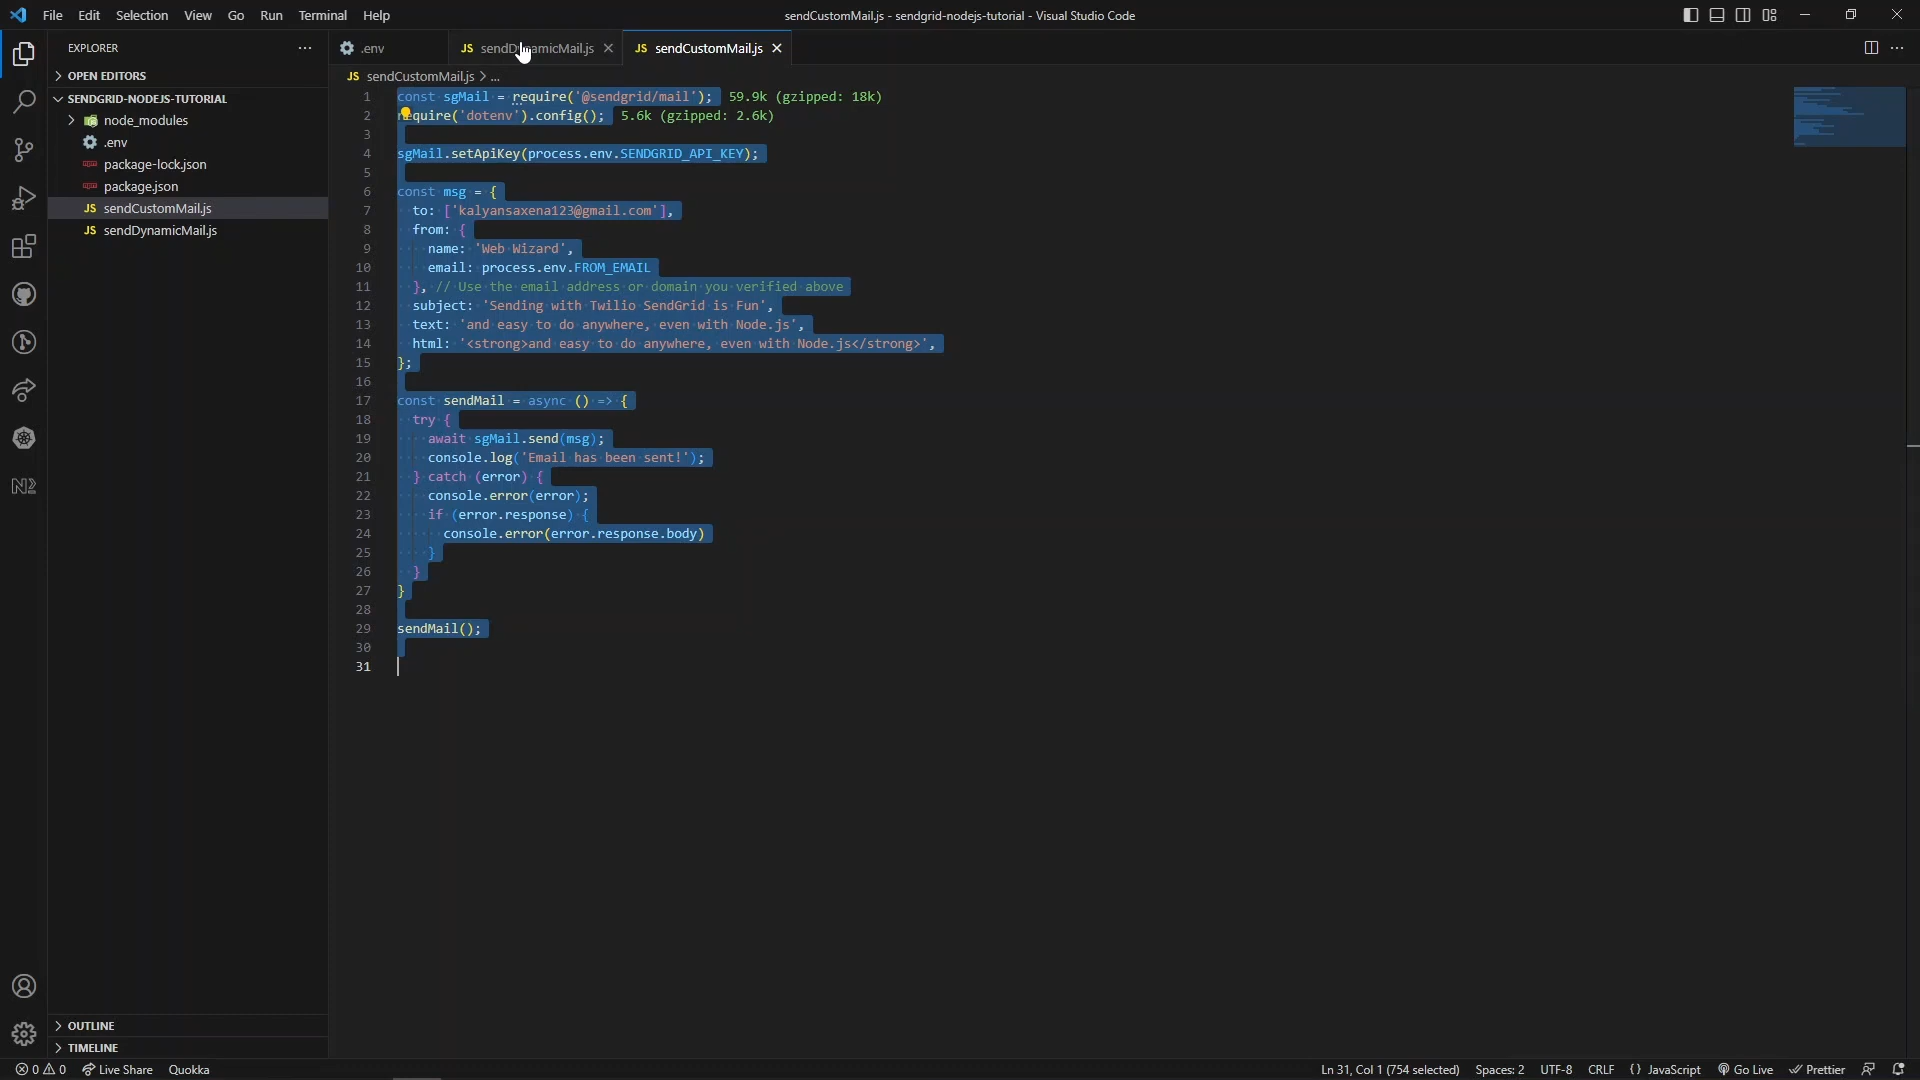 File Edit Selection View Go Run Terminal Help
sendCustomMail.js - sendgrid-nodejs-tutorial - Visual Studio Code
EXPLORER
.env
JS sendDynamicMail.js
JS sendCustomMail.js
OPEN EDITORS
SENDGRID-NODEJS-TUTORIAL
node_modules
.env
package-lock.json
package.json
JS sendCustomMail.js
JS sendDynamicMail.js
JS sendCustomMail.js > ...
1 const sgMail = require('@sendgrid/mail'); 59.9k (gzipped: 18k)
2 require('dotenv').config(); 5.6k (gzipped: 2.6k)
3
4 sgMail.setApiKey(process.env.SENDGRID_API_KEY);
5
6 const msg = {
7 to: ['kalyansaxena123@gmail.com'],
8 from: {
9 name: 'Web Wizard',
10 email: process.env.FROM_EMAIL
11 }, // Use the email address or domain you verified above
12 subject: 'Sending with Twilio SendGrid is Fun',
13 text: 'and easy to do anywhere, even with Node.js',
14 html: '<strong>and easy to do anywhere, even with Node.js</strong>',
15 };
16
17 const sendMail = async () => {
18 try {
19 await sgMail.send(msg);
20 console.log('Email has been sent!');
21 } catch (error) {
22 console.error(error);
23 if (error.response) {
24 console.error(error.response.body)
25 }
26 }
27 }
28
29 sendMail();
30
31
OUTLINE
TIMELINE
0 0 Live Share Quokka
Ln 31, Col 1 (754 selected) Spaces: 2 UTF-8 CRLF {} JavaScript Go Live Prettier